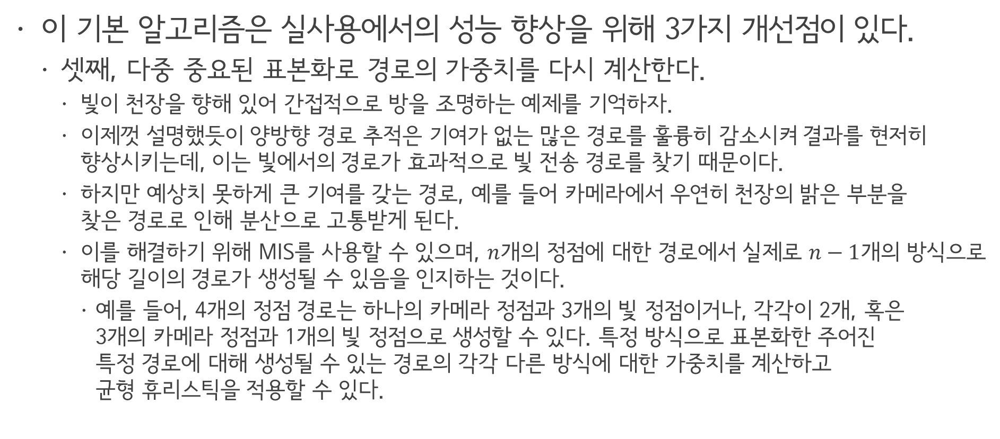 · 이 기본 알고리즘은 실사용에서의 성능 향상을 위해 3가지 개선점이 있다.
· 셋째, 다중 중요된 표본화로 경로의 가중치를 다시 계산한다.
· 빛이 천장을 향해 있어 간접적으로 방을 조명하는 예제를 기억하자.
· 이제껏 설명했듯이 양방향 경로 추적은 기여가 없는 많은 경로를 훌륭히 감소시켜 결과를 현저히
향상시키는데, 이는 빛에서의 경로가 효과적으로 빛 전송 경로를 찾기 때문이다.
· 하지만 예상치 못하게 큰 기여를 갖는 경로, 예를 들어 카메라에서 우연히 천장의 밝은 부분을
찾은 경로로 인해 분산으로 고통받게 된다.
· 이를 해결하기 위해 MIS를 사용할 수 있으며, n개의 정점에 대한 경로에서 실제로 n − 1개의 방식으로
해당 길이의 경로가 생성될 수 있음을 인지하는 것이다.
· 예를 들어, 4개의 정점 경로는 하나의 카메라 정점과 3개의 빛 정점이거나, 각각이 2개, 혹은
3개의 카메라 정점과 1개의 빛 정점으로 생성할 수 있다. 특정 방식으로 표본화한 주어진
특정 경로에 대해 생성될 수 있는 경로의 각각 다른 방식에 대한 가중치를 계산하고
균형 휴리스틱을 적용할 수 있다.